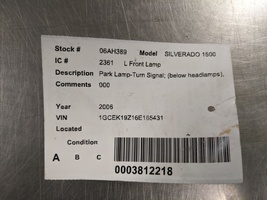 Stock # 06AH389 Model SILVERADO 1500
IC # 2361 L Front Lamp
Description Park Lamp-Turn Signal; (below headlamps),
Comments 000
Year 2006
VIN 1GCEK19Z16E165431
Located
Condition Grade
A B C
0003812218